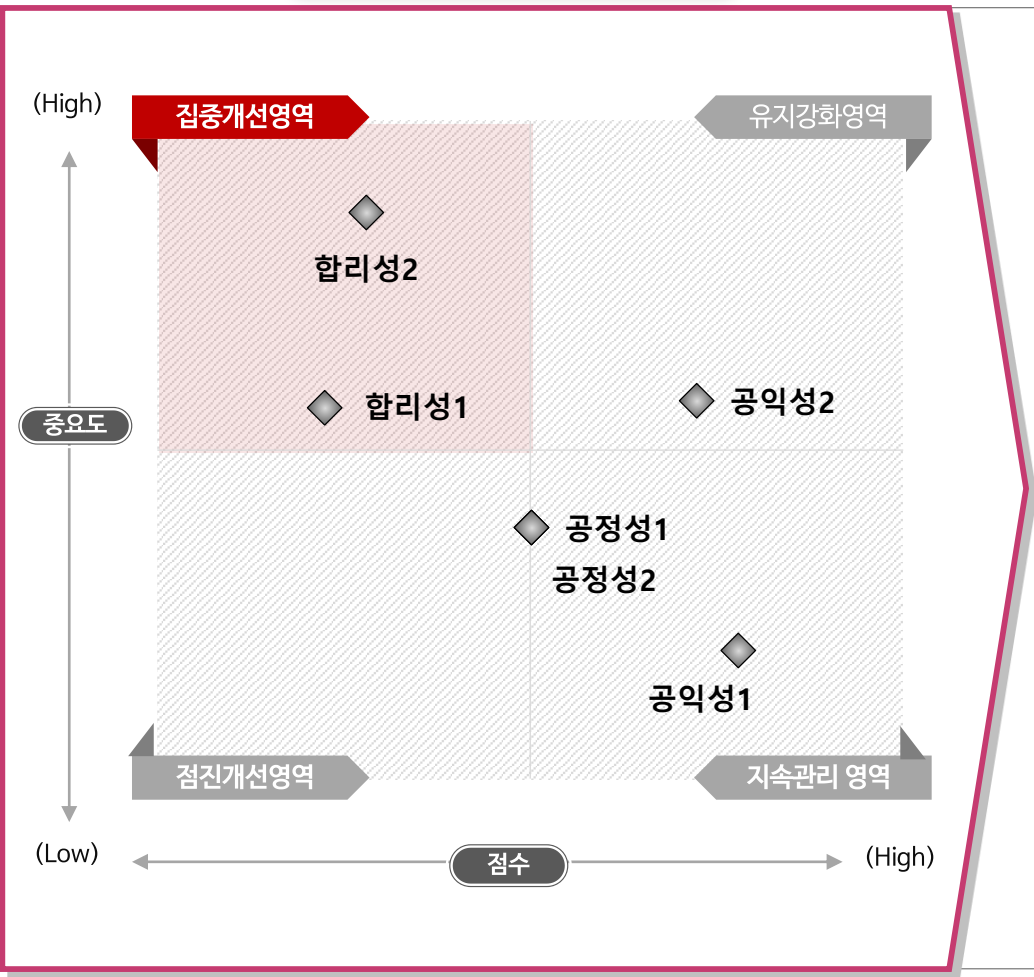 (High)
집중개선영역
유지강화영역
합리성2
합리성1
공익성2
중요도
공정성1
공정성2
공익성1
점진개선영역
지속관리 영역
(Low)
점수
(High)